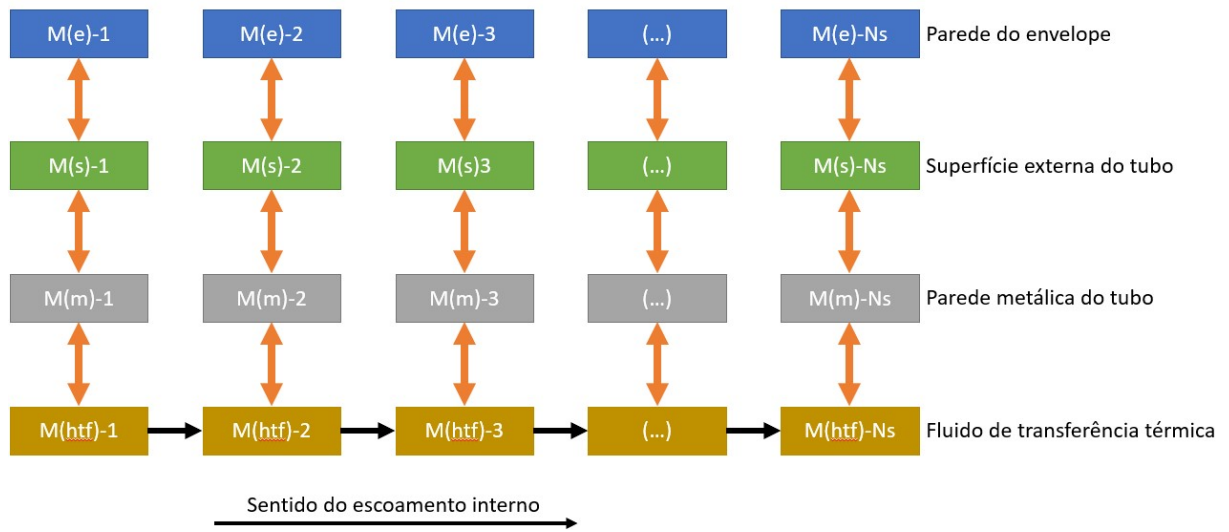 M(e)-1 M(e)-2 M(e)-3 (...) M(e)-Ns Parede do envelope
M(s)-1 M(s)-2 M(s)3 (...) M(s)-Ns Superfície externa do tubo
M(m)-1 M(m)-2 M(m)-3 (...) M(m)-Ns Parede metálica do tubo
M(htf)-1 M(htf)-2 M(htf)-3 (...) M(htf)-Ns Fluido de transferência térmica
Sentido do escoamento interno